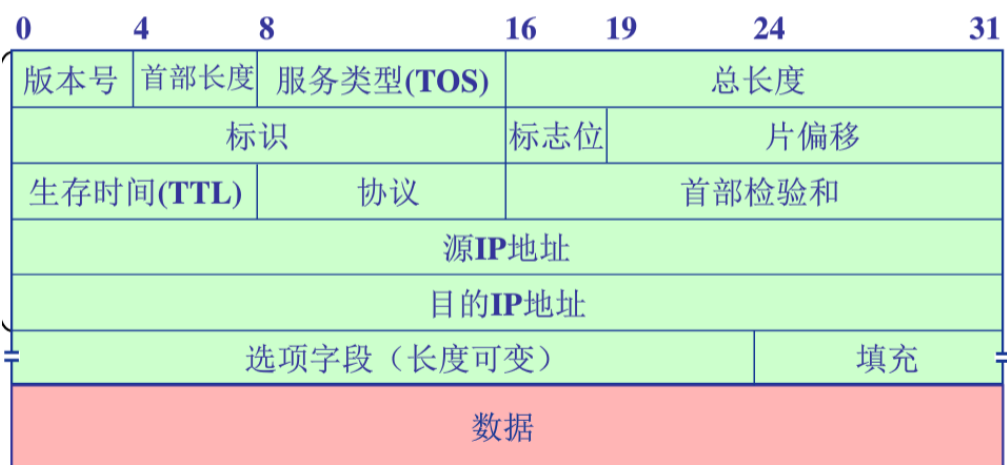 0 4 8 16 19 24 31
版本号 首部长度 服务类型(TOS) 总长度
标识 标志位 片偏移
生存时间(TTL) 协议 首部检验和
源IP地址
目的IP地址
选项字段（长度可变） 填充
数据